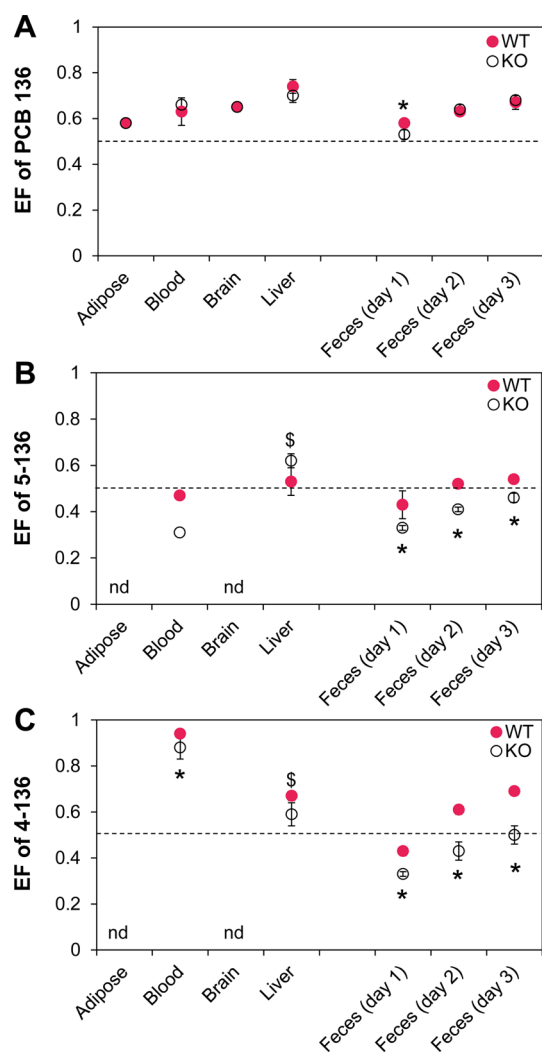 A
EF of PCB 136
1
0.8
0.6
0.4
0.2
0
WT
KO
*
Adipose
Blood
Brain
Liver
Feces (day 1)
Feces (day 2)
Feces (day 3)
B
EF of 5-136
1
0.8
0.6
0.4
0.2
0
WT
KO
$
nd
nd
*
*
*
Adipose
Blood
Brain
Liver
Feces (day 1)
Feces (day 2)
Feces (day 3)
C
EF of 4-136
1
0.8
0.6
0.4
0.2
0
WT
KO
*
$
nd
nd
*
*
*
Adipose
Blood
Brain
Liver
Feces (day 1)
Feces (day 2)
Feces (day 3)